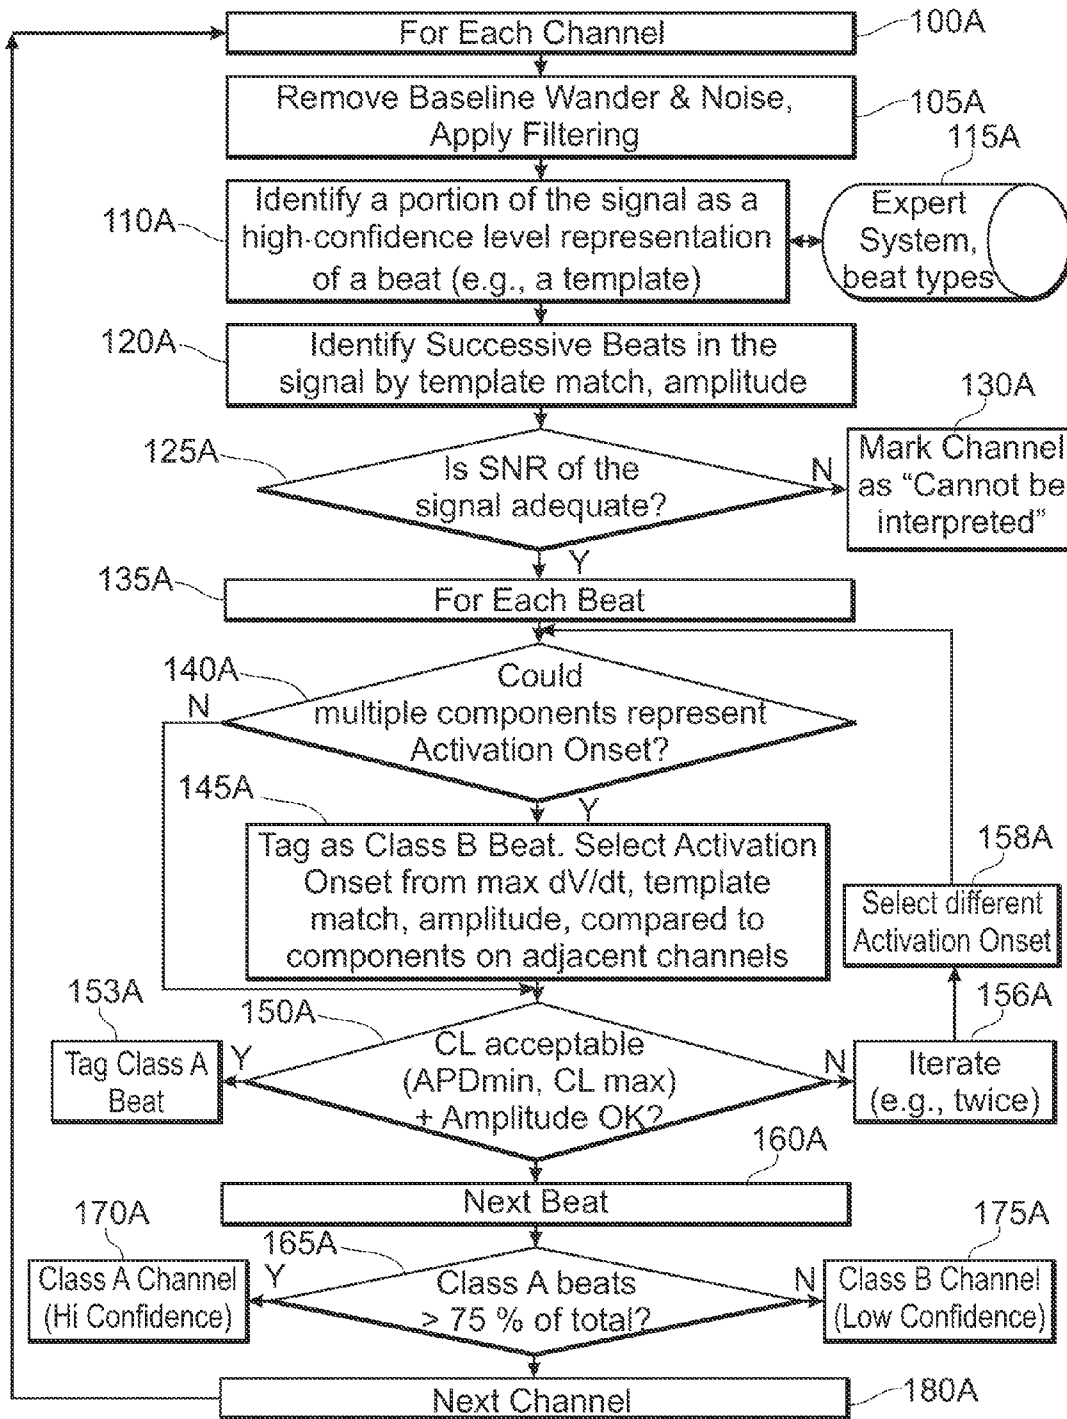 For Each Channel
100A
Remove Baseline Wander & Noise,
Apply Filtering
105A
115A
110A
Identify a portion of the signal as a
high-confidence level representation
of a beat (e.g., a template)
Expert
System,
beat types
120A
Identify Successive Beats in the
signal by template match, amplitude
130A
125A
Is SNR of the
signal adequate?
N
Mark Channel
as “Cannot be
interpreted”
Y
135A
For Each Beat
140A
N
Could
multiple components represent
Activation Onset?
145A
Y
Tag as Class B Beat. Select Activation
Onset from max dV/dt, template
match, amplitude, compared to
components on adjacent channels
158A
Select different
Activation Onset
153A
150A
156A
Tag Class A
Beat
Y
CL acceptable
(APDmin, CL max)
+ Amplitude OK?
N
Iterate
(e.g., twice)
160A
Next Beat
170A
165A
175A
Class A Channel
(Hi Confidence)
Y
Class A beats
> 75 % of total?
N
Class B Channel
(Low Confidence)
Next Channel
180A